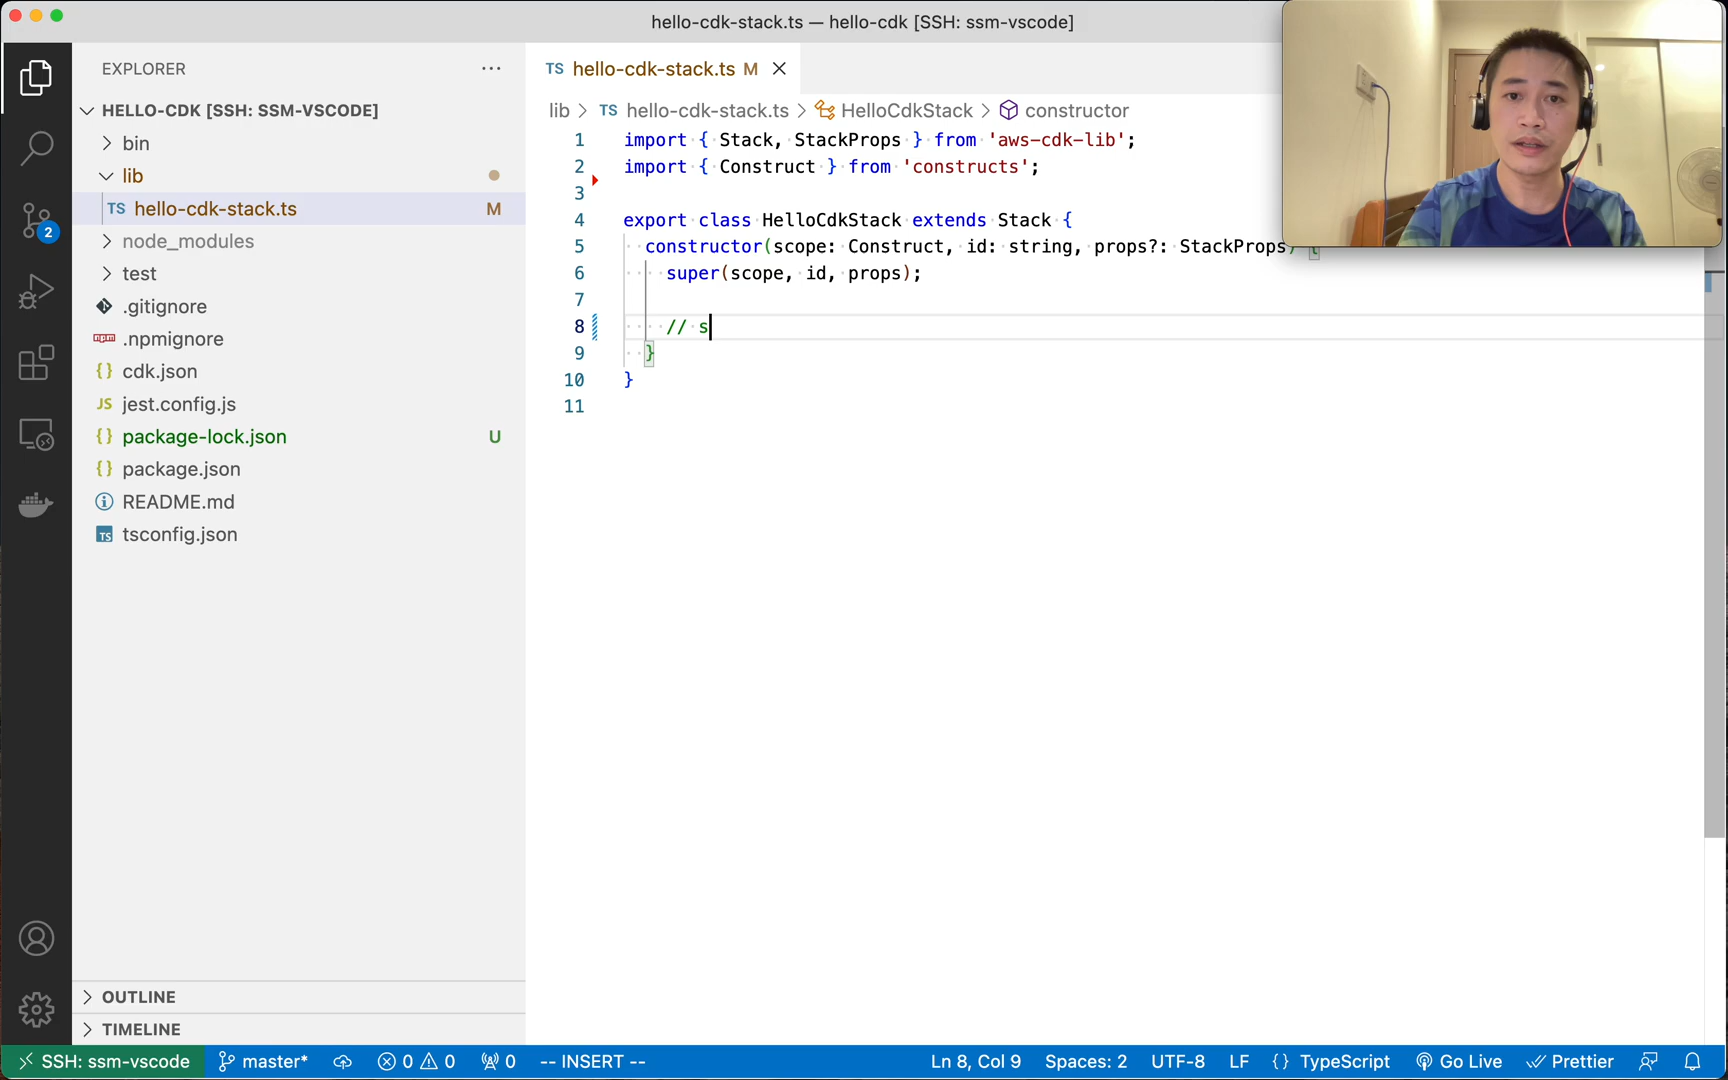 hello-cdk-stack.ts — hello-cdk [SSH: ssm-vscode]
EXPLORER
HELLO-CDK [SSH: SSM-VSCODE]
bin
lib
TS hello-cdk-stack.ts M
node_modules
test
.gitignore
npm .npmignore
{} cdk.json
JS jest.config.js
{} package-lock.json U
{} package.json
README.md
TS tsconfig.json
OUTLINE
TIMELINE
2
TS hello-cdk-stack.ts M
lib > TS hello-cdk-stack.ts > HelloCdkStack > constructor
1 import { Stack, StackProps } from 'aws-cdk-lib';
2 import { Construct } from 'constructs';
3
4 export class HelloCdkStack extends Stack {
5 constructor(scope: Construct, id: string, props?: StackProps) {
6 super(scope, id, props);
7
8 // s
9 }
10 }
11
SSH: ssm-vscode master* 0 0 0 -- INSERT -- Ln 8, Col 9 Spaces: 2 UTF-8 LF {} TypeScript Go Live Prettier